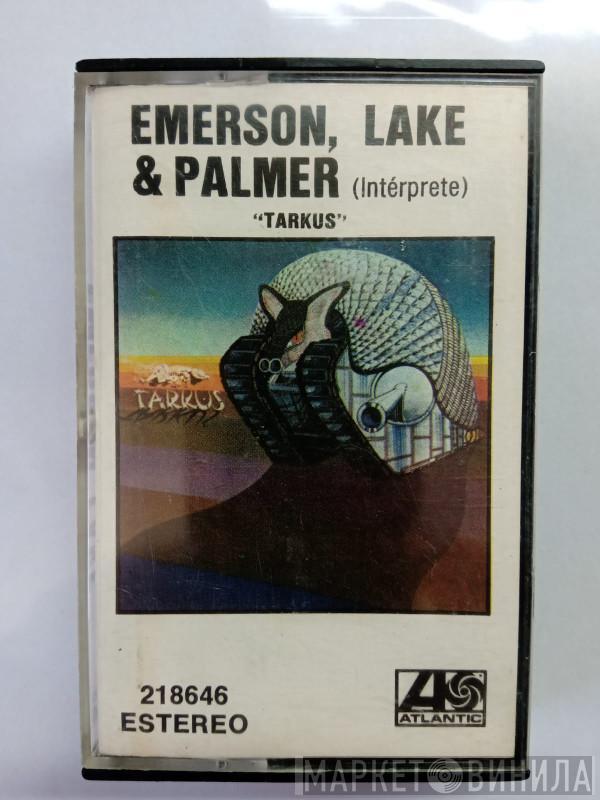 EMERSON, LAKE
& PALMER (Intérprete)
"TARKUS"
TARKUS
218646
ESTEREO
ATLANTIC
МАРКЕТ ВИНИЛА